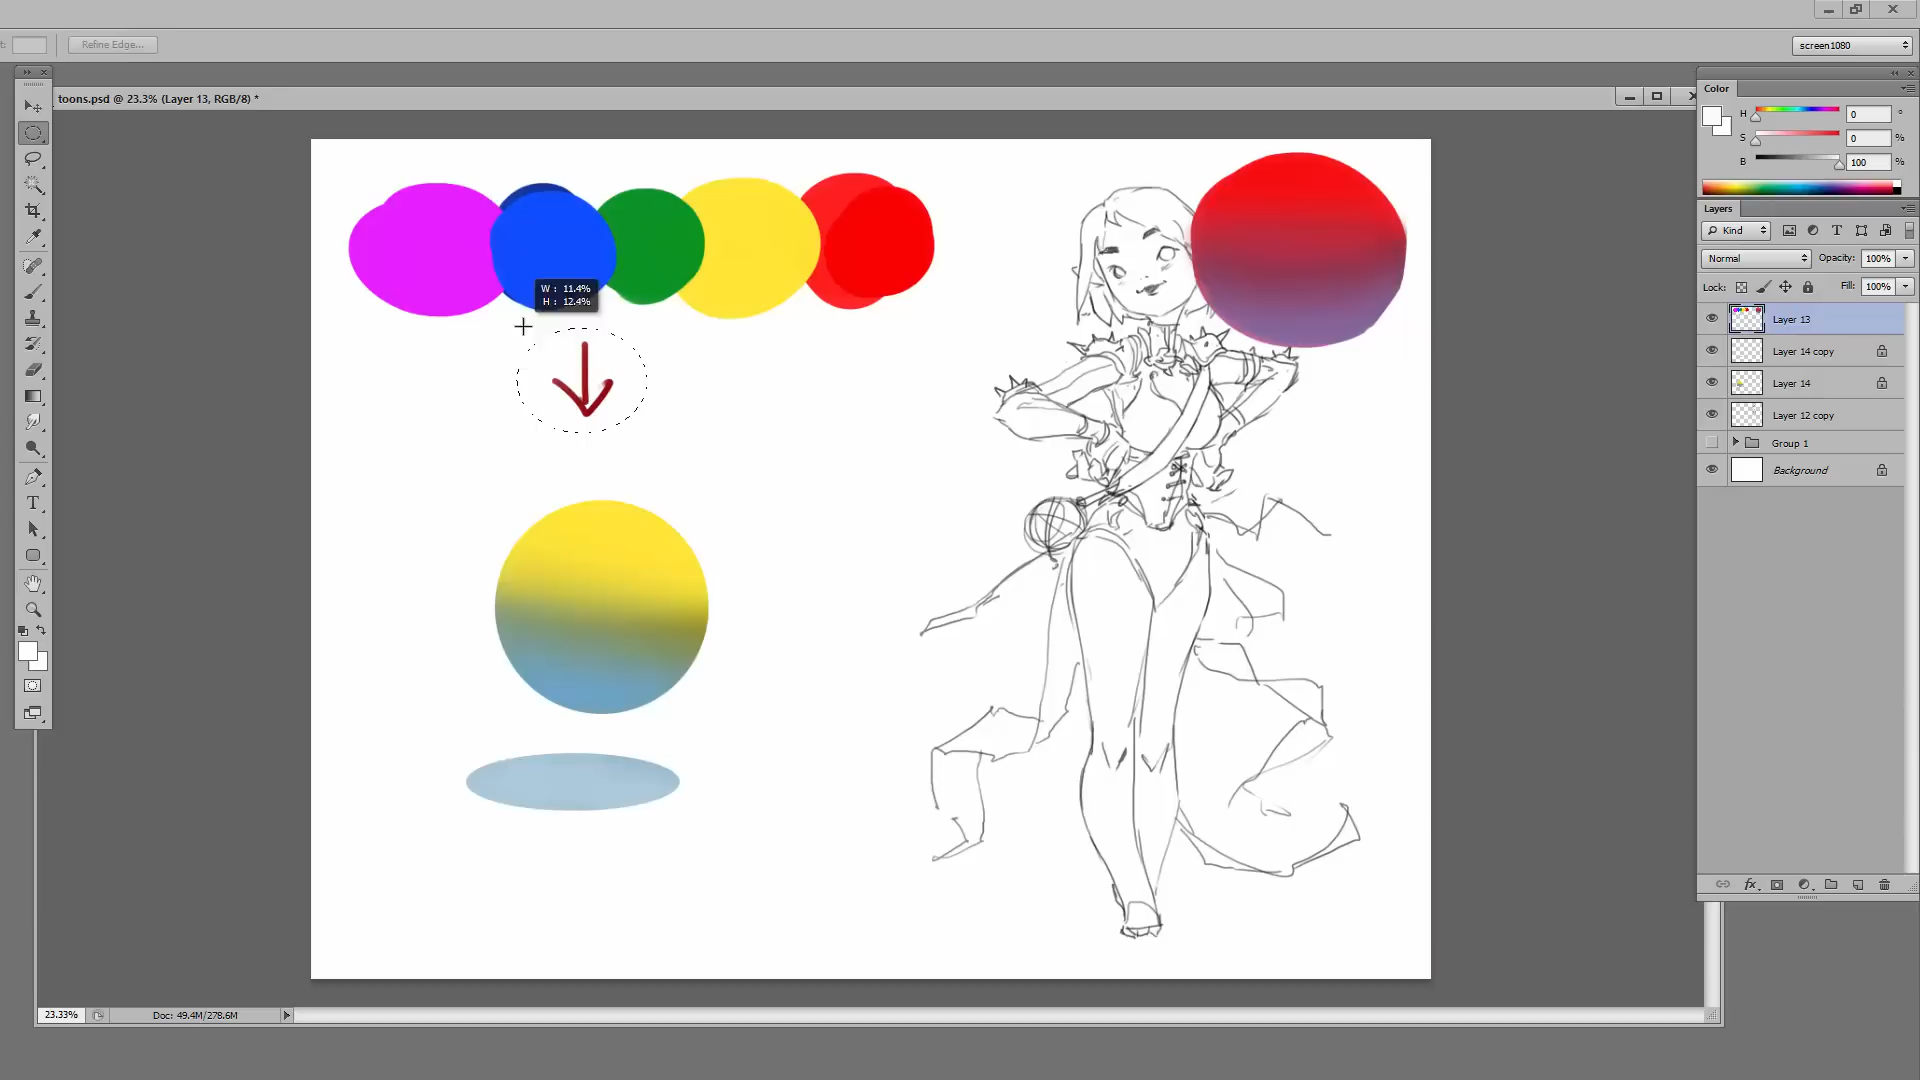 t:
Refine Edge...
screen1080
toons.psd @ 23.3% (Layer 13, RGB/8) *
Color
H
0
°
S
0
%
B
100
%
Layers
Kind
Normal
Opacity: 100%
Lock:
Fill: 100%
Layer 13
Layer 14 copy
Layer 14
Layer 12 copy
Group 1
Background
W : 11.4%
H : 12.4%
T
T
fx
23.33%
Doc: 49.4M/278.6M